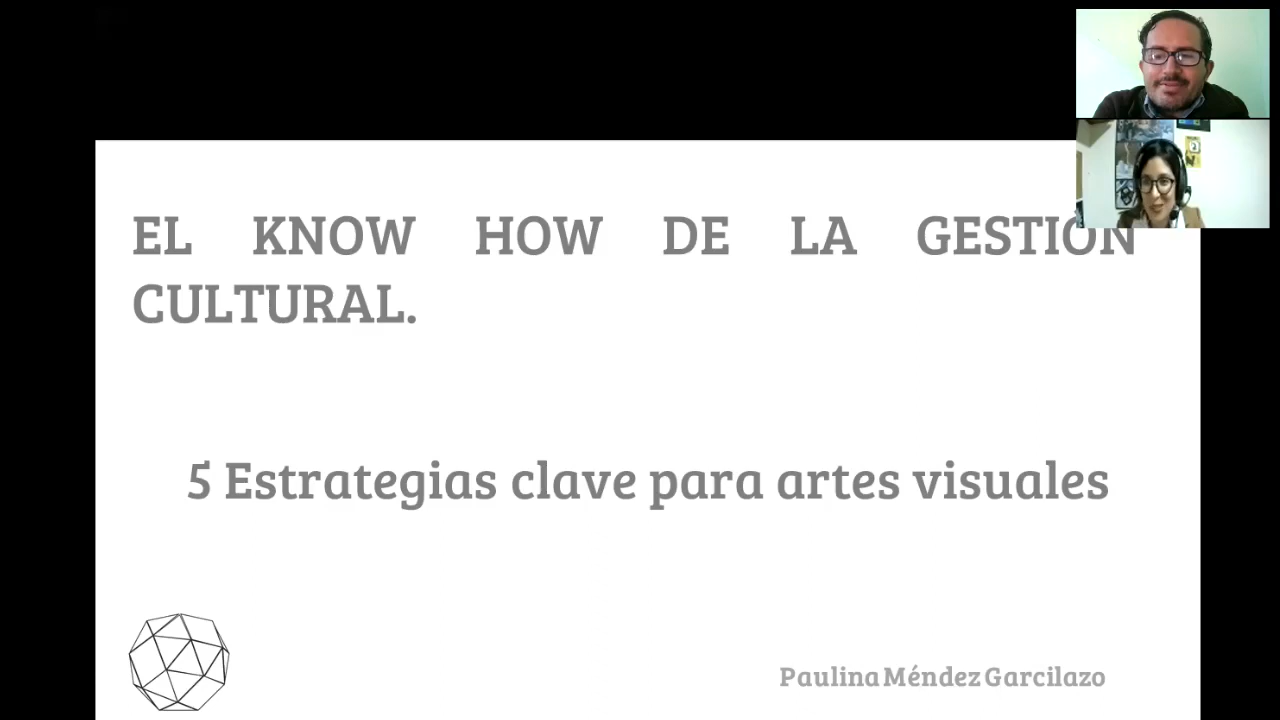 EL KNOW HOW DE LA GESTIÓN
CULTURAL.
5 Estrategias clave para artes visuales
Paulina Méndez Garcilazo